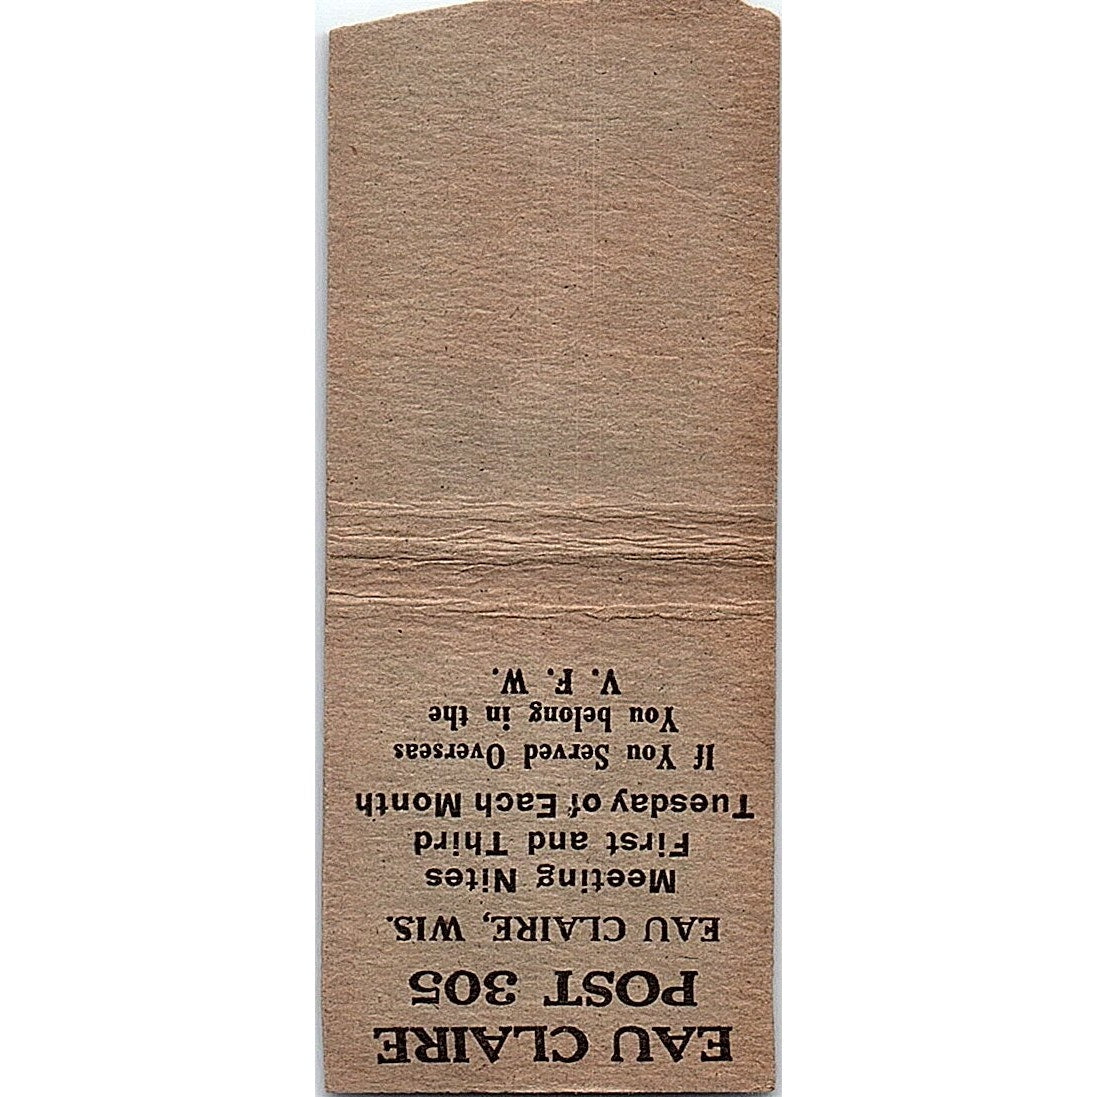 EAU CLAIRE
POST 305
EAU CLAIRE, WIS.
Meeting Nites
First and Third
Tuesday of Each Month
If You Served Overseas
You belong in the
V. F. W.